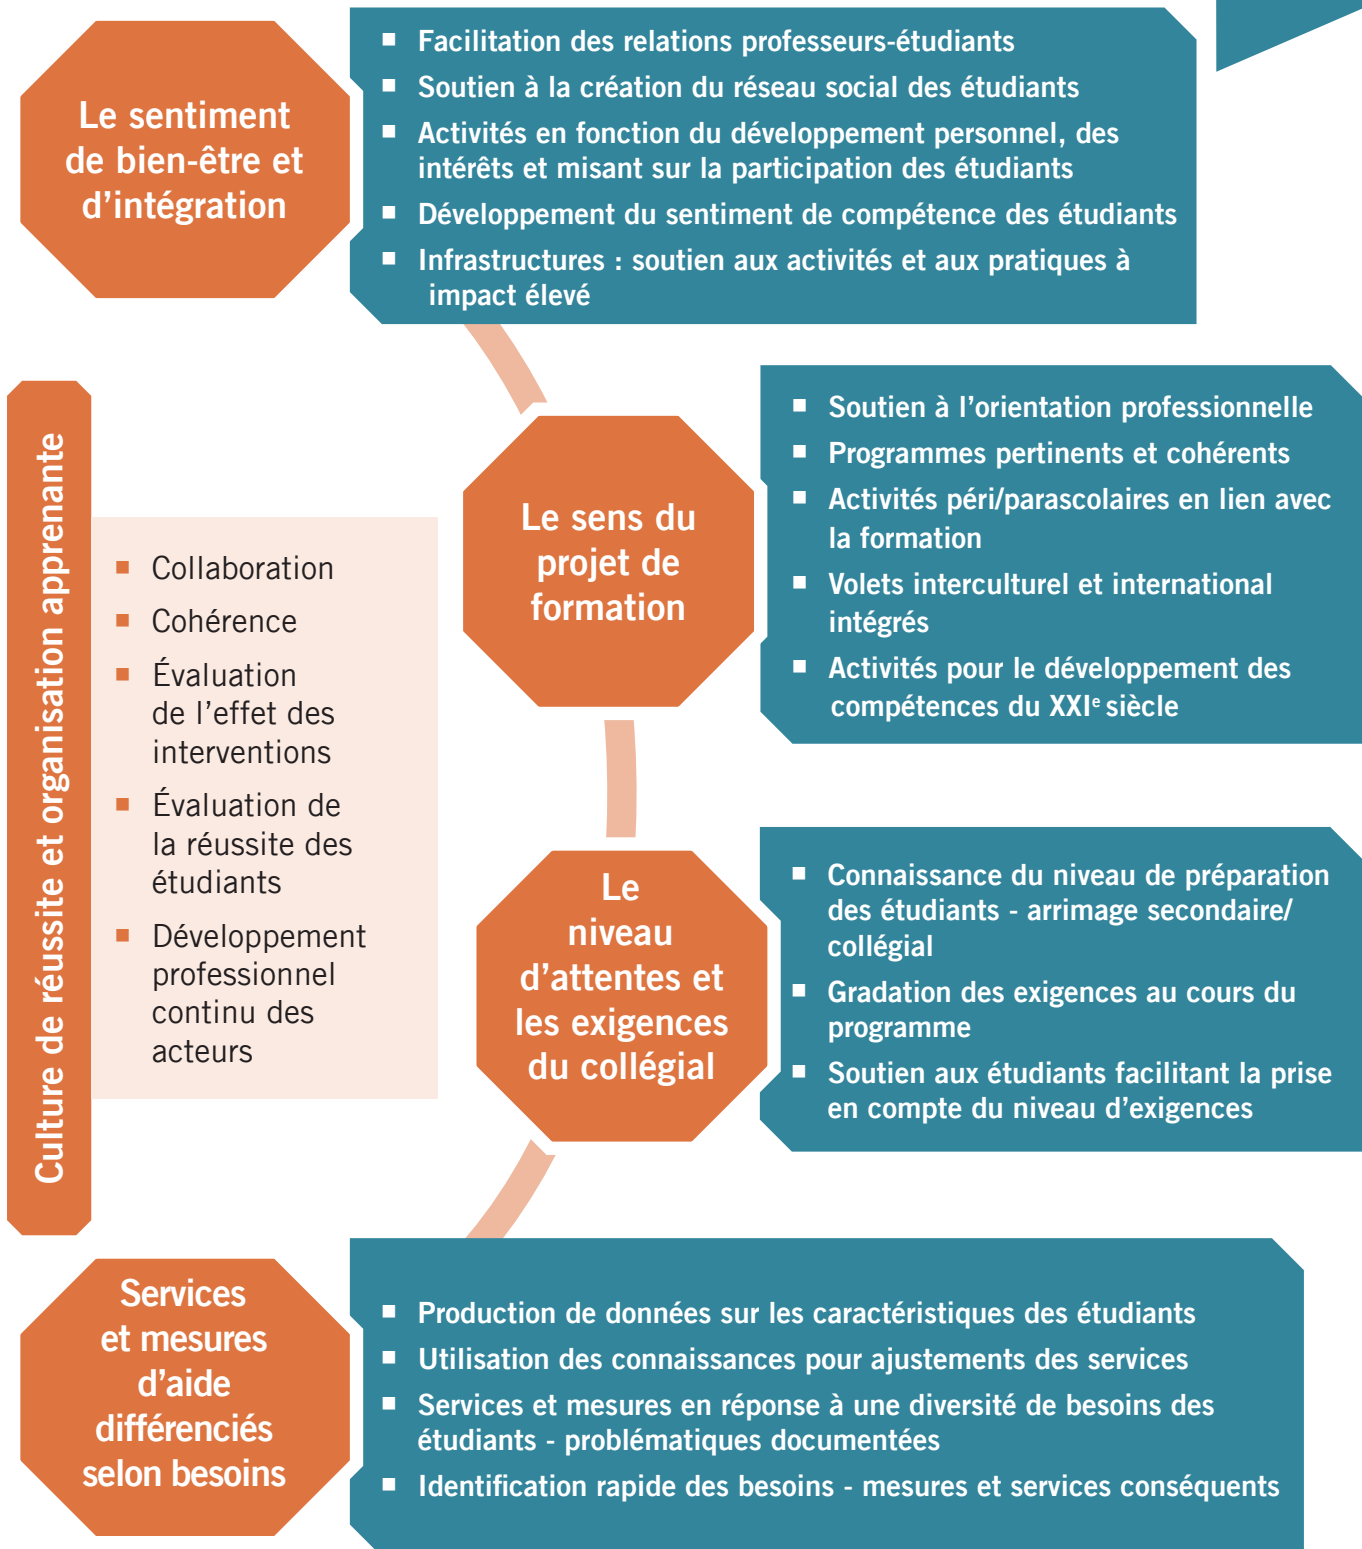 Le sentiment
de bien-être et
d'intégration
▪ Facilitation des relations professeurs-étudiants
▪ Soutien à la création du réseau social des étudiants
▪ Activités en fonction du développement personnel, des
intérêts et misant sur la participation des étudiants
▪ Développement du sentiment de compétence des étudiants
▪ Infrastructures : soutien aux activités et aux pratiques à
impact élevé
Culture de réussite et organisation apprenante
▪ Collaboration
▪ Cohérence
▪ Évaluation
de l'effet des
interventions
▪ Évaluation de
la réussite des
étudiants
▪ Développement
professionnel
continu des
acteurs
Le sens du
projet de
formation
▪ Soutien à l'orientation professionnelle
▪ Programmes pertinents et cohérents
▪ Activités péri/parascolaires en lien avec
la formation
▪ Volets interculturel et international
intégrés
▪ Activités pour le développement des
compétences du XXIe siècle
Le
niveau
d'attentes et
les exigences
du collégial
▪ Connaissance du niveau de préparation
des étudiants - arrimage secondaire/
collégial
▪ Gradation des exigences au cours du
programme
▪ Soutien aux étudiants facilitant la prise
en compte du niveau d'exigences
Services
et mesures
d'aide
différenciés
selon besoins
▪ Production de données sur les caractéristiques des étudiants
▪ Utilisation des connaissances pour ajustements des services
▪ Services et mesures en réponse à une diversité de besoins des
étudiants - problématiques documentées
▪ Identification rapide des besoins - mesures et services conséquents